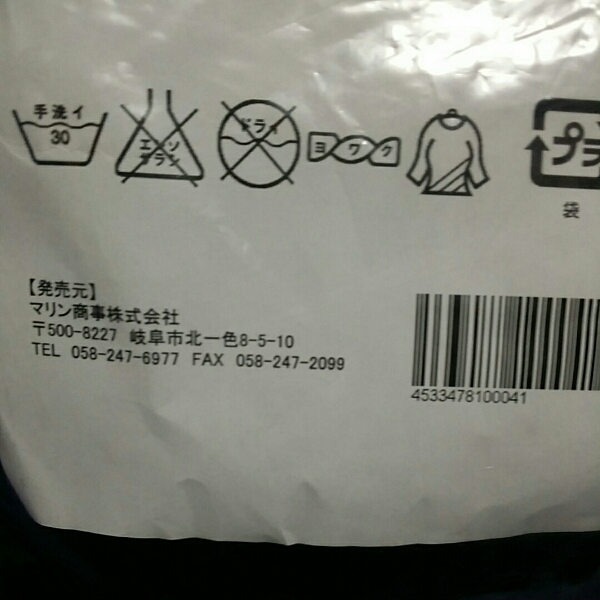 手洗イ
30
エンソ
サラシ
ドライ
ヨワク
プラ
袋
【発売元】
マリン商事株式会社
〒500-8227 岐阜市北一色8-5-10
TEL 058-247-6977 FAX 058-247-2099
4533478100041